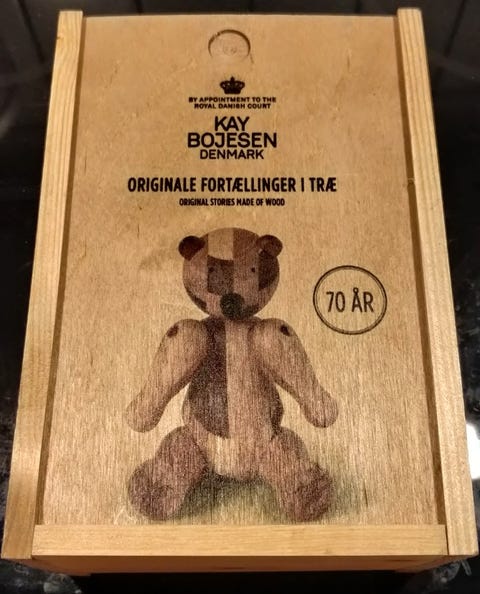 BY APPOINTMENT TO THE
ROYAL DANISH COURT
KAY
BOJESEN
DENMARK
ORIGINALE FORTÆLLINGER I TRÆ
ORIGINAL STORIES MADE OF WOOD
70 ÅR